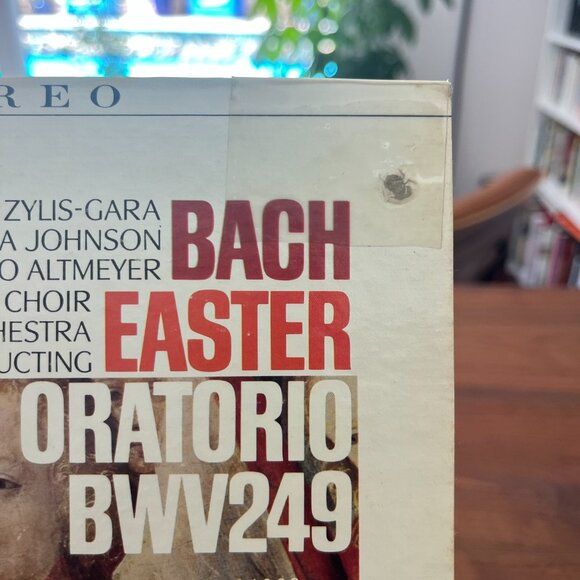 REO
ZYLIS-GARA
A JOHNSON
O ALTMEYER
CHOIR
HESTRA
UCTING
BACH
EASTER
ORATORIO
BWV249